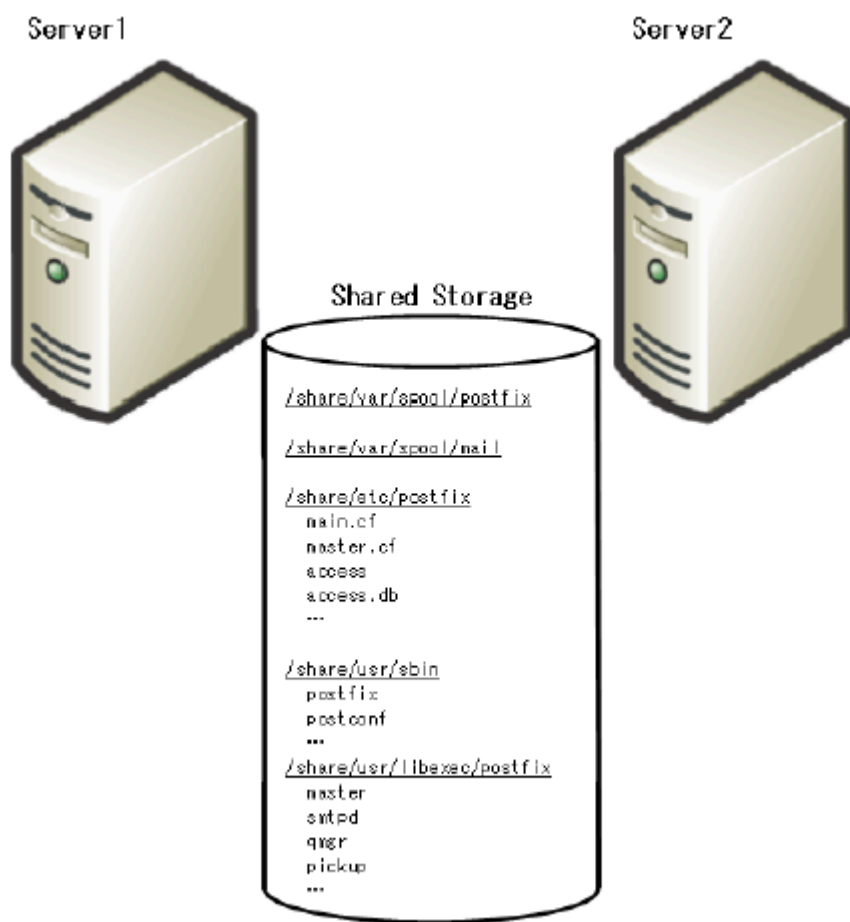 Server1
Server2
Shared Storage
/share/var/spool/postfix
/share/var/spool/mail
/share/etc/postfix
main.cf
master.cf
access
access.db
...
/share/usr/sbin
postfix
postconf
...
/share/usr/libexec/postfix
master
smtpd
qmgr
pickup
...